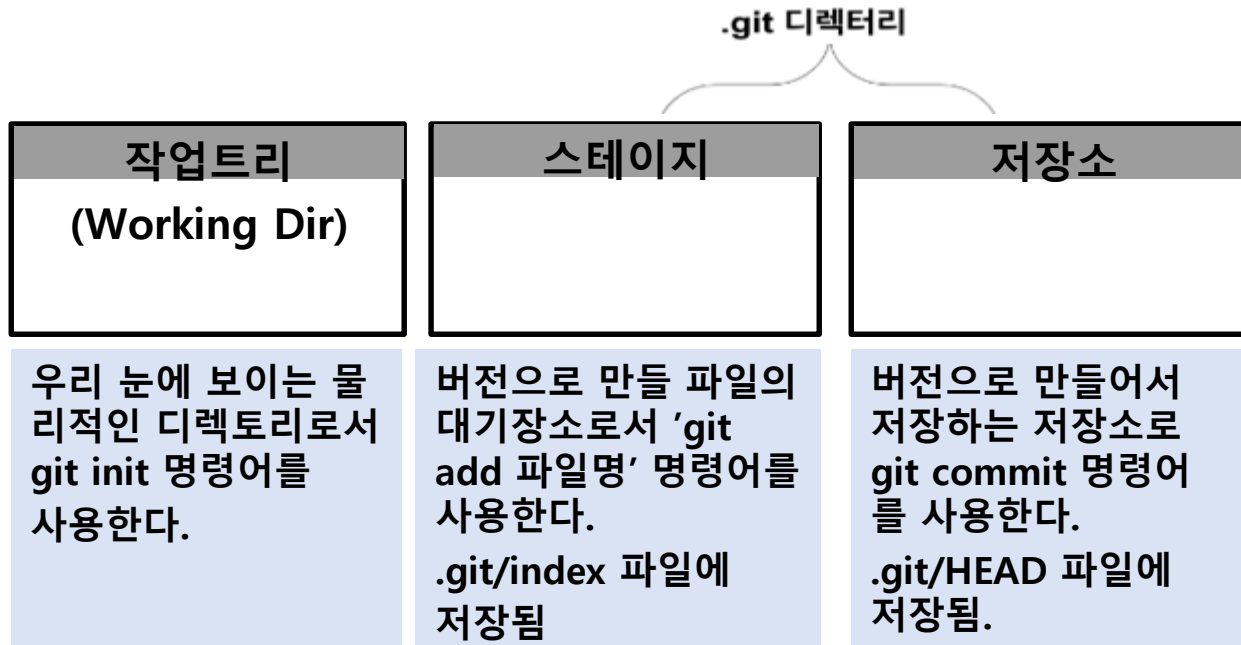 .git 디렉터리
작업트리
(Working Dir)
스테이지
저장소
우리 눈에 보이는 물
리적인 디렉토리로서
git init 명령어를
사용한다.
버전으로 만들 파일의
대기장소로서 ’git
add 파일명’ 명령어를
사용한다.
.git/index 파일에
저장됨
버전으로 만들어서
저장하는 저장소로
git commit 명령어
를 사용한다.
.git/HEAD 파일에
저장됨.